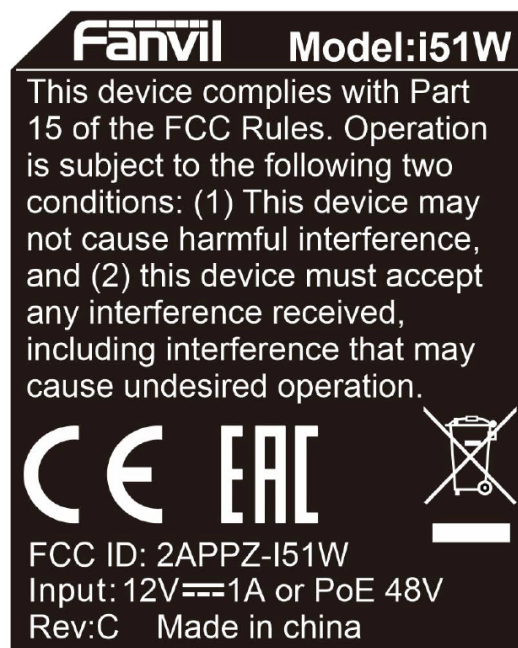 Fanvil Model:i51W
This device complies with Part
15 of the FCC Rules. Operation
is subject to the following two
conditions: (1) This device may
not cause harmful interference,
and (2) this device must accept
any interference received,
including interference that may
cause undesired operation.
CE EAC
FCC ID: 2APPZ-I51W
Input: 12V⎓1A or PoE 48V
Rev:C Made in china